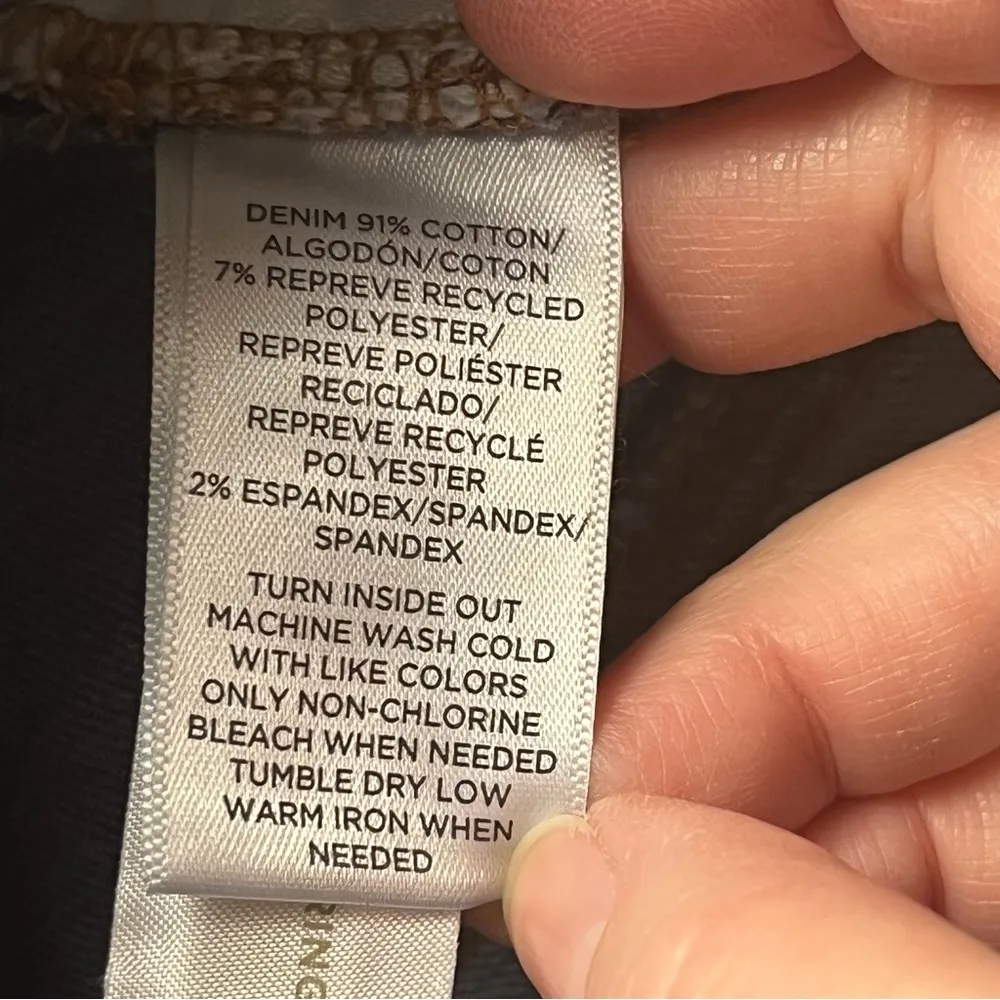 DENIM 91% COTTON/
ALGODÓN/COTON
7% REPREVE RECYCLED
POLYESTER/
REPREVE POLIÉSTER
RECICLADO/
REPREVE RECYCLÉ
POLYESTER
2% ESPANDEX/SPANDEX/
SPANDEX
TURN INSIDE OUT
MACHINE WASH COLD
WITH LIKE COLORS
ONLY NON-CHLORINE
BLEACH WHEN NEEDED
TUMBLE DRY LOW
WARM IRON WHEN
NEEDED